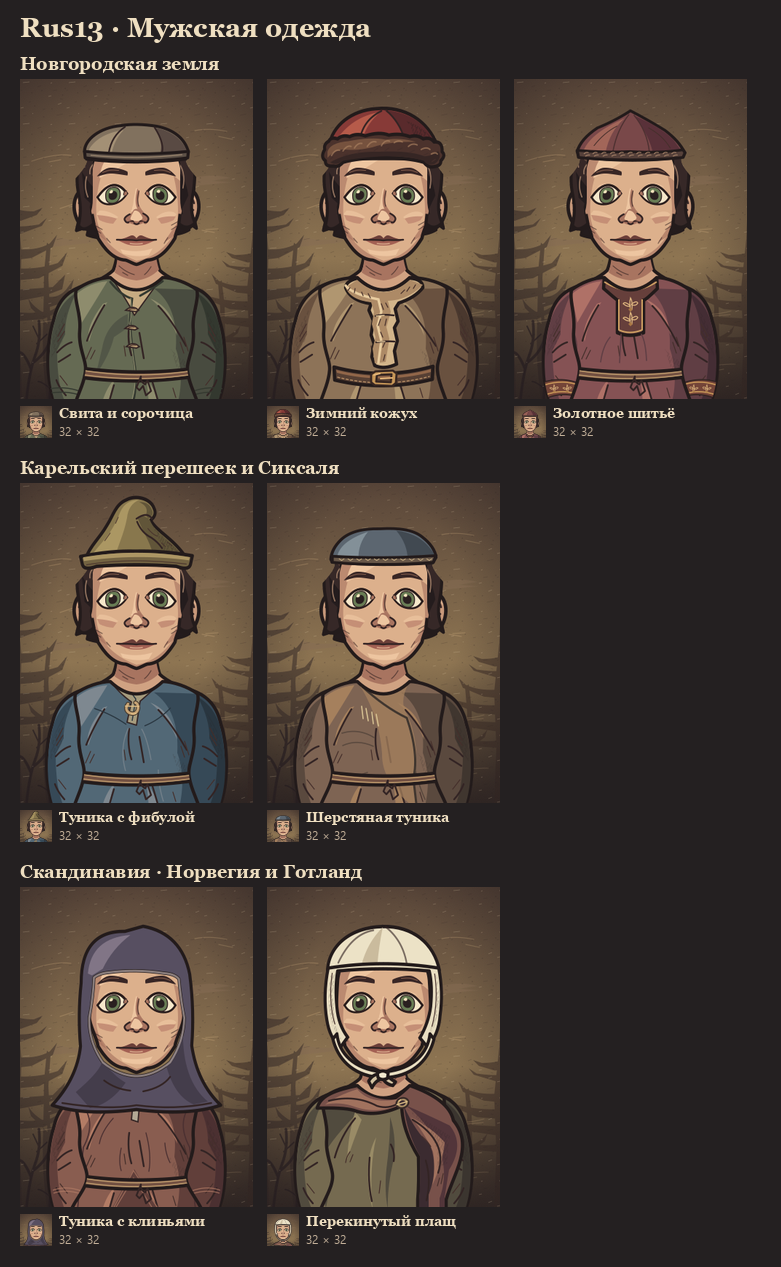 Rus13 · Мужская одежда
Новгородская земля
Свита и сорочица
32 × 32
Зимний кожух
32 × 32
Золотное шитьё
32 × 32
Карельский перешеек и Сиксаля
Туника с фибулой
32 × 32
Шерстяная туника
32 × 32
Скандинавия · Норвегия и Готланд
Туника с клиньями
32 × 32
Перекинутый плащ
32 × 32